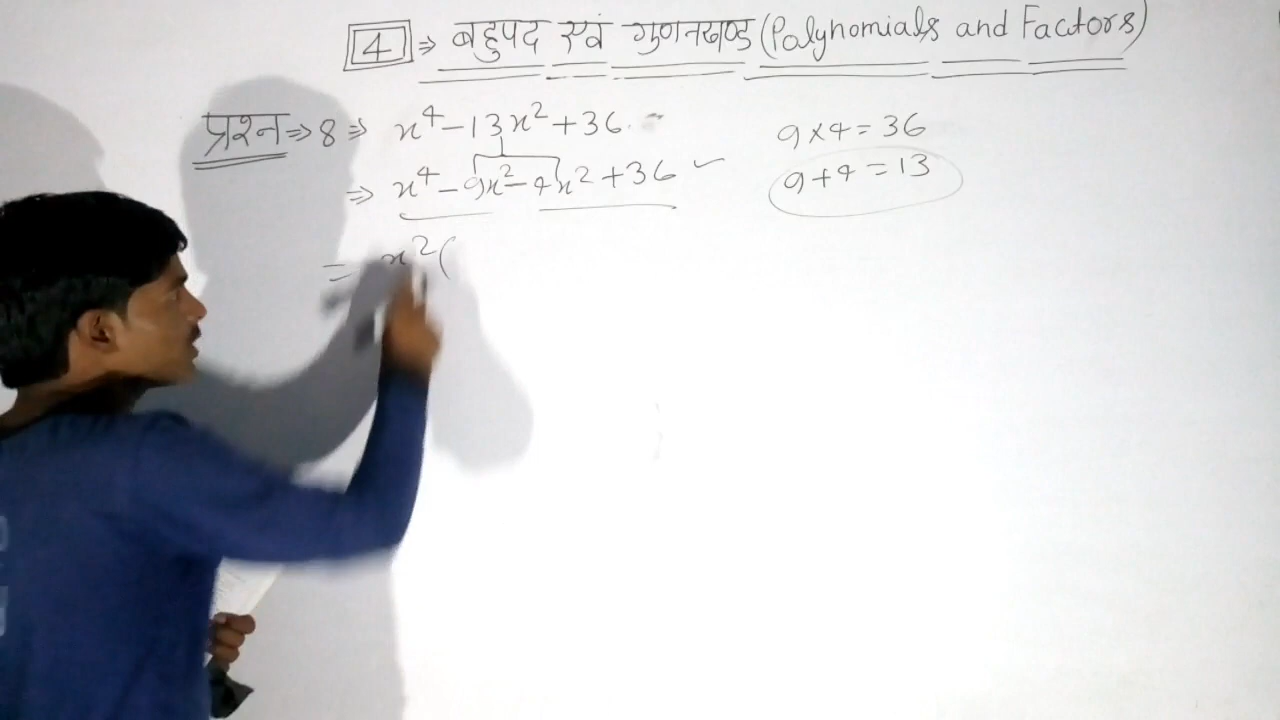 4 ⇒ बहुपद एवं गुणनखण्ड (Polynomials and Factors)
प्रश्न ⇒ 8 ⇒ x⁴ - 13x² + 36
⇒ x⁴ - 9x² - 4x² + 36 ✓
= x² (
9 × 4 = 36
9 + 4 = 13